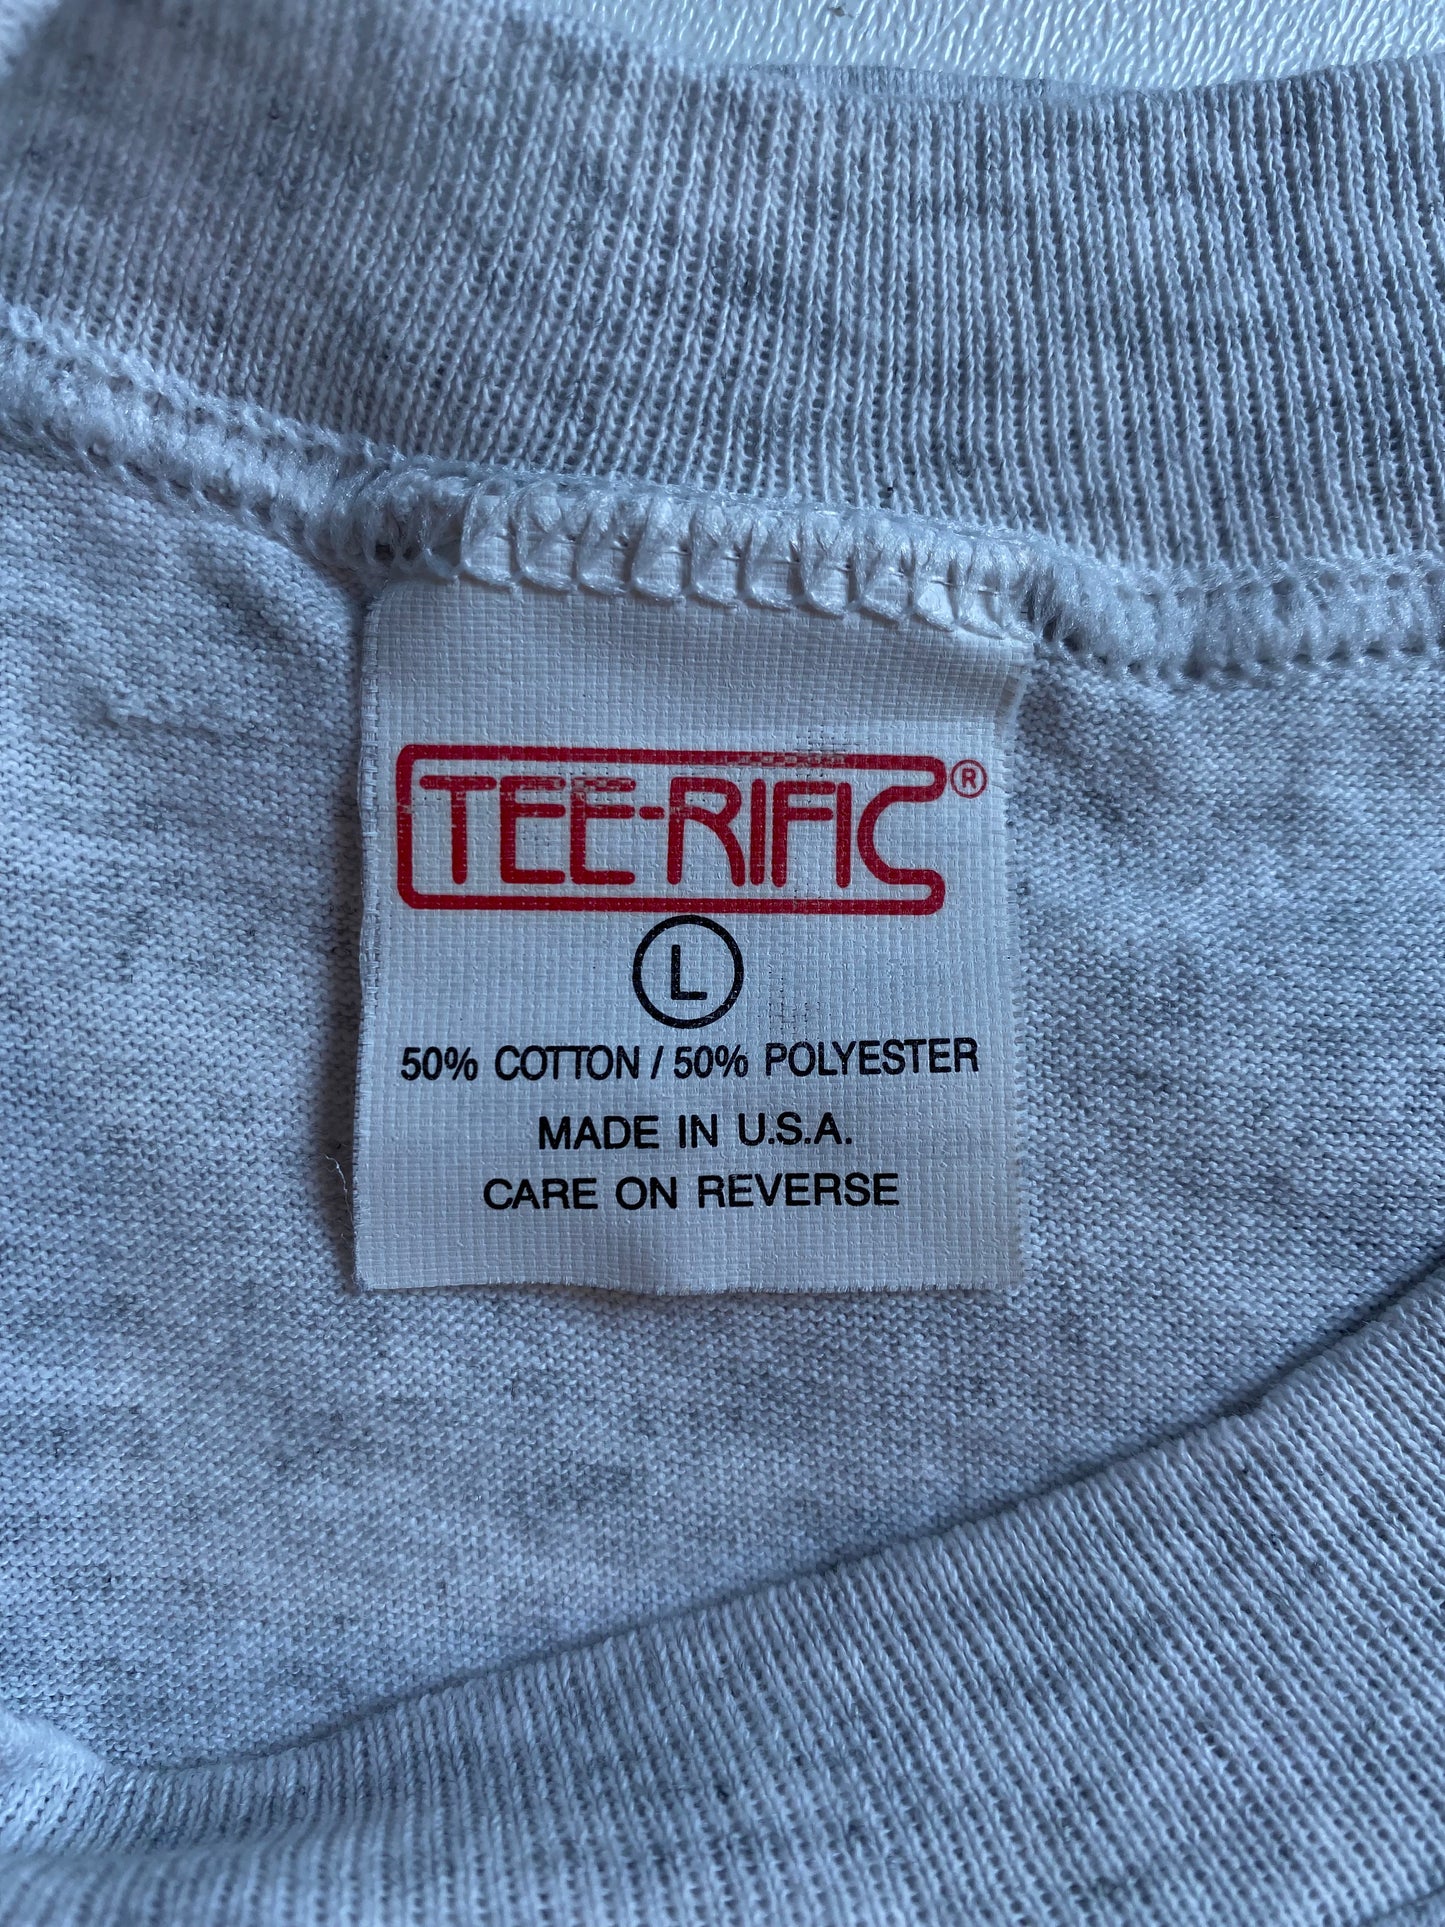 TEE-RIFIC®
L
50% COTTON / 50% POLYESTER
MADE IN U.S.A.
CARE ON REVERSE